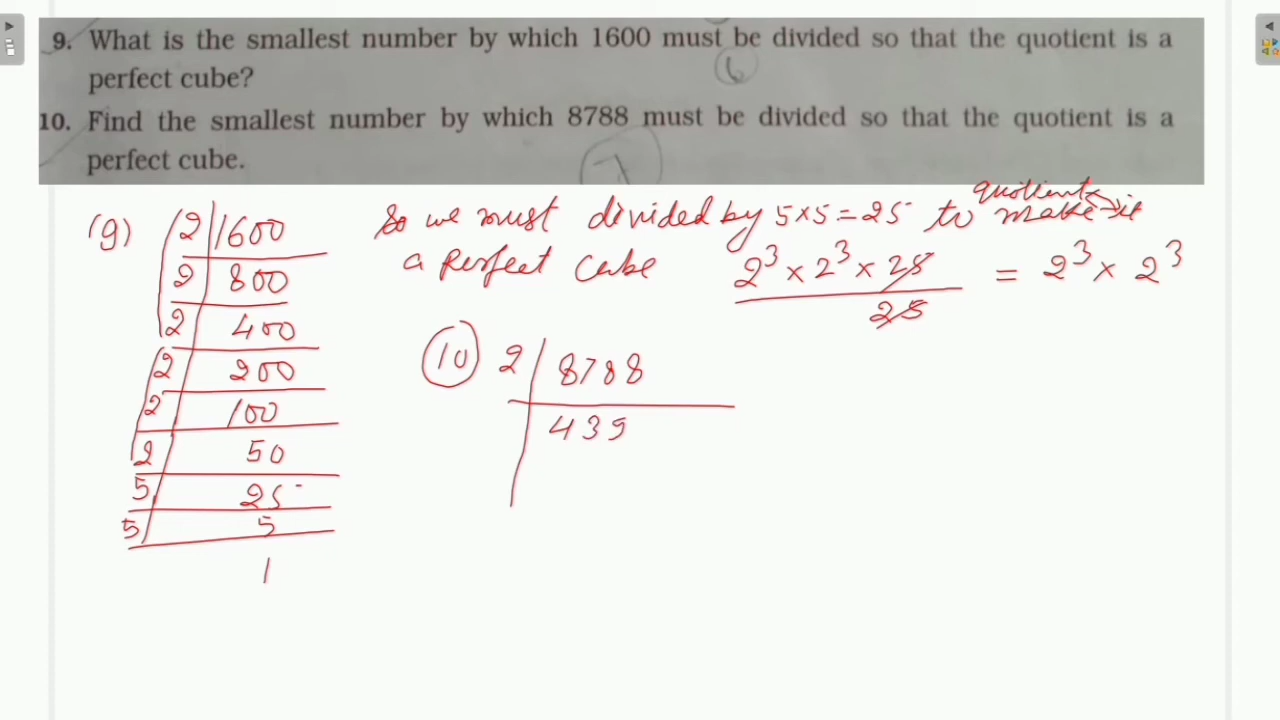 9. What is the smallest number by which 1600 must be divided so that the quotient is a
perfect cube?
6
10. Find the smallest number by which 8788 must be divided so that the quotient is a
perfect cube.
7
(9) 2 | 1600
2 | 800
2 | 400
2 | 200
2 | 100
2 | 50
5 | 25
5 | 5
1
So we must divided by 5×5=25 to make it
quotient
a perfect cube 2³ × 2³ × 25 / 25 = 2³ × 2³
(10) 2 | 8788
439